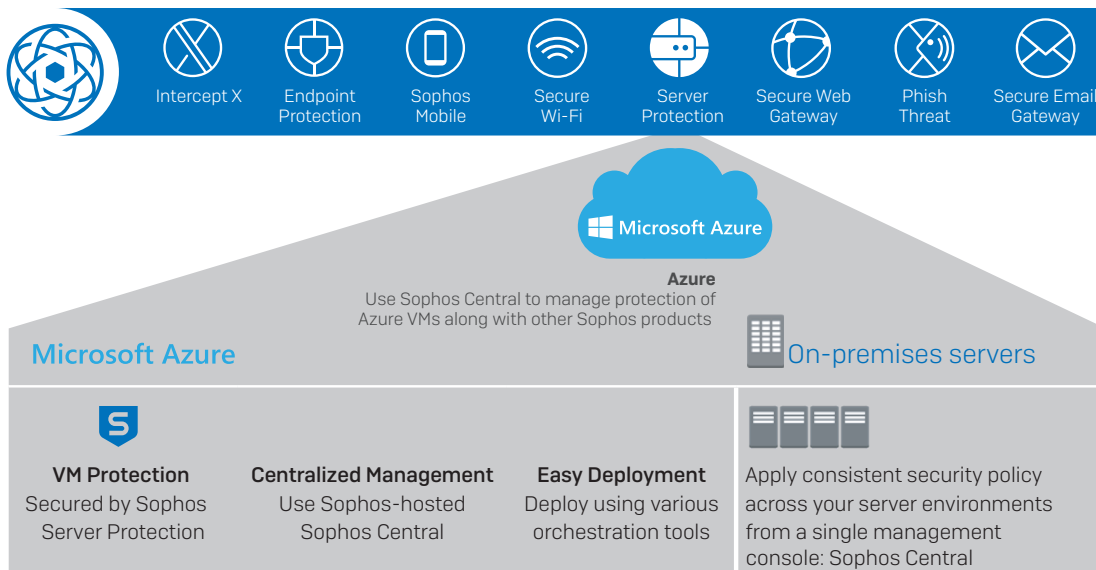 Intercept X
Endpoint
Protection
Sophos
Mobile
Secure
Wi-Fi
Server
Protection
Secure Web
Gateway
Phish
Threat
Secure Email
Gateway
Microsoft Azure
Azure
Use Sophos Central to manage protection of
Azure VMs along with other Sophos products
Microsoft Azure
On-premises servers
S
VM Protection
Secured by Sophos
Server Protection
Centralized Management
Use Sophos-hosted
Sophos Central
Easy Deployment
Deploy using various
orchestration tools
Apply consistent security policy
across your server environments
from a single management
console: Sophos Central